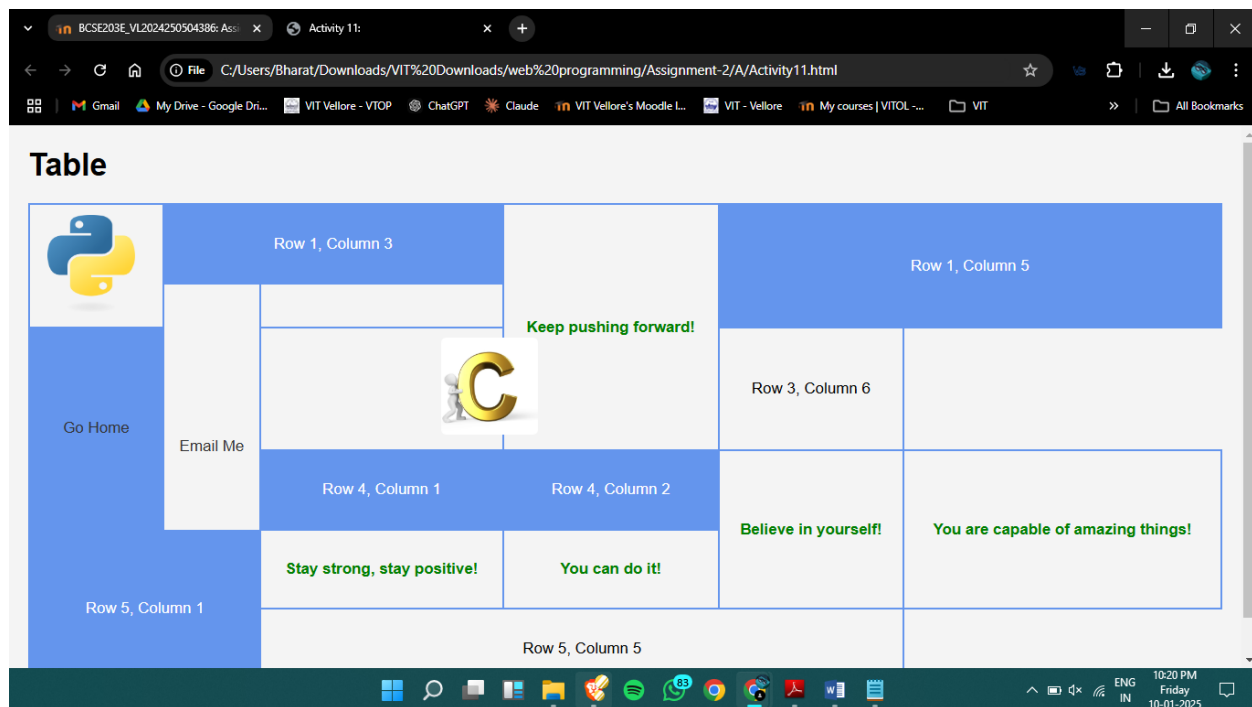 BCSE203E_VL2024250504386: Assi
Activity 11:
File C:/Users/Bharat/Downloads/VIT%20Downloads/web%20programming/Assignment-2/A/Activity11.html
Gmail My Drive - Google Dri... VIT Vellore - VTOP ChatGPT Claude VIT Vellore's Moodle I... VIT - Vellore My courses | VITOL -... VIT » All Bookmarks
Table
Row 1, Column 3
Row 1, Column 5
Keep pushing forward!
C
Row 3, Column 6
Go Home
Email Me
Row 4, Column 1
Row 4, Column 2
Believe in yourself!
You are capable of amazing things!
Stay strong, stay positive!
You can do it!
Row 5, Column 1
Row 5, Column 5
83
ENG
IN
10:20 PM
Friday
10-01-2025